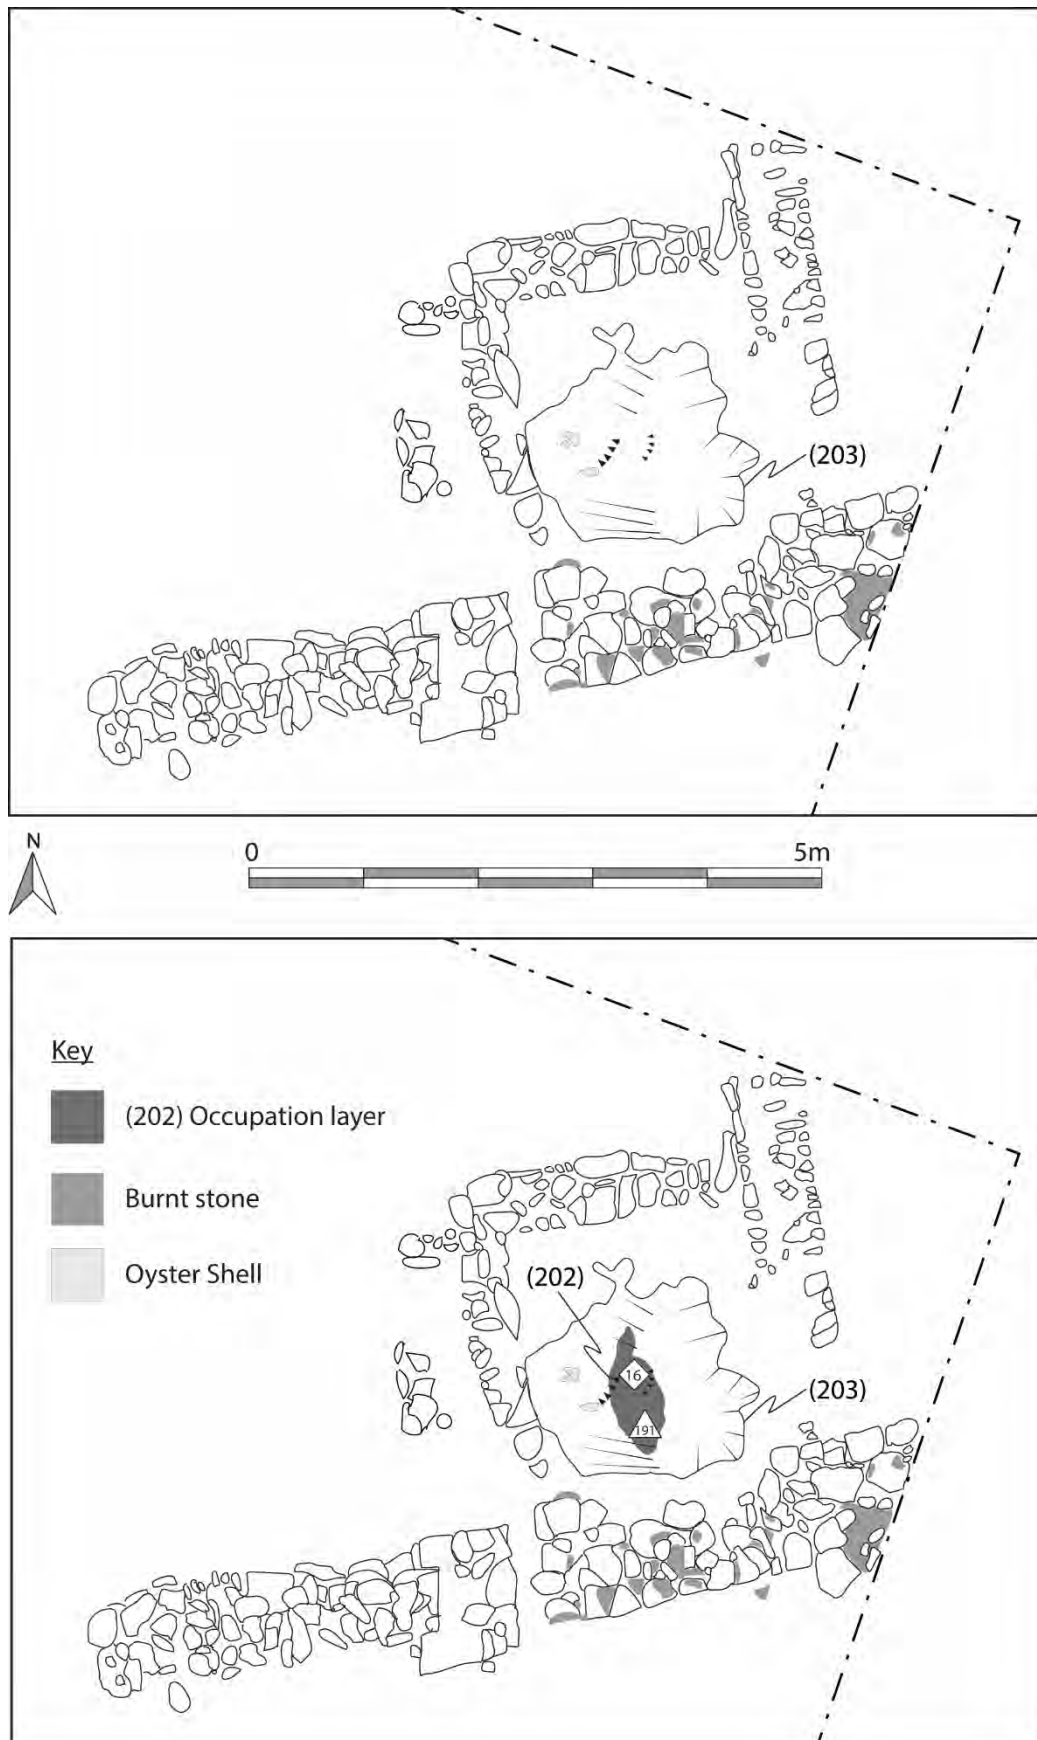 (203)
N
0 5m
Key
(202) Occupation layer
Burnt stone
Oyster Shell
(202)
16
(203)
191